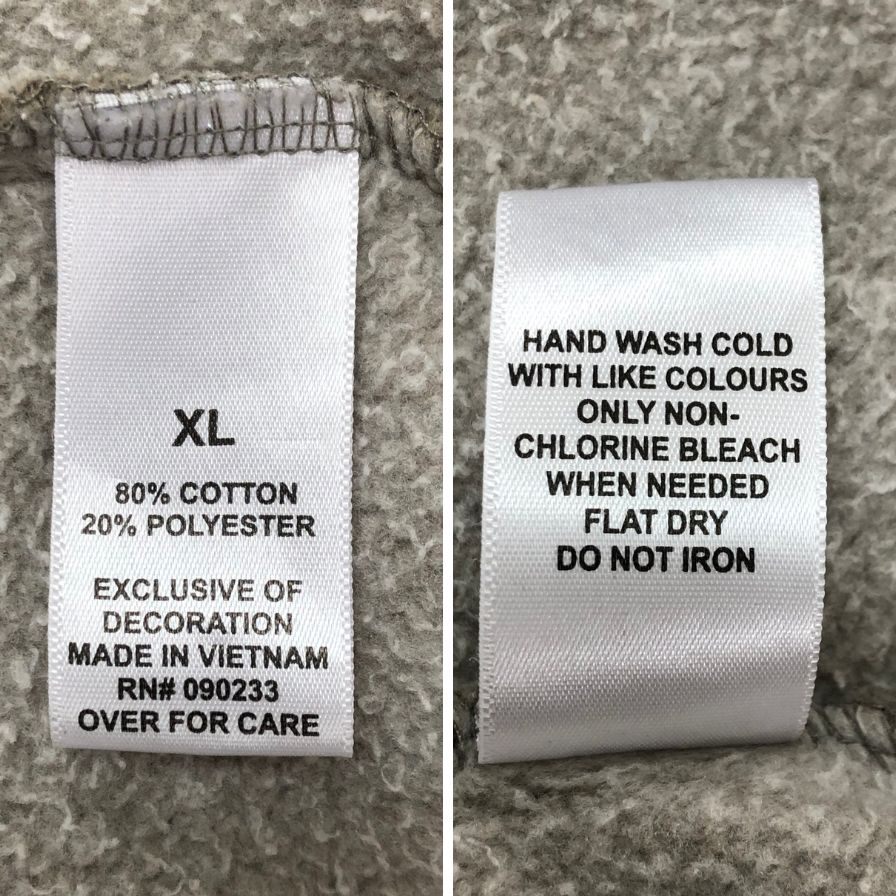 XL
80% COTTON
20% POLYESTER
EXCLUSIVE OF
DECORATION
MADE IN VIETNAM
RN# 090233
OVER FOR CARE
HAND WASH COLD
WITH LIKE COLOURS
ONLY NON-
CHLORINE BLEACH
WHEN NEEDED
FLAT DRY
DO NOT IRON